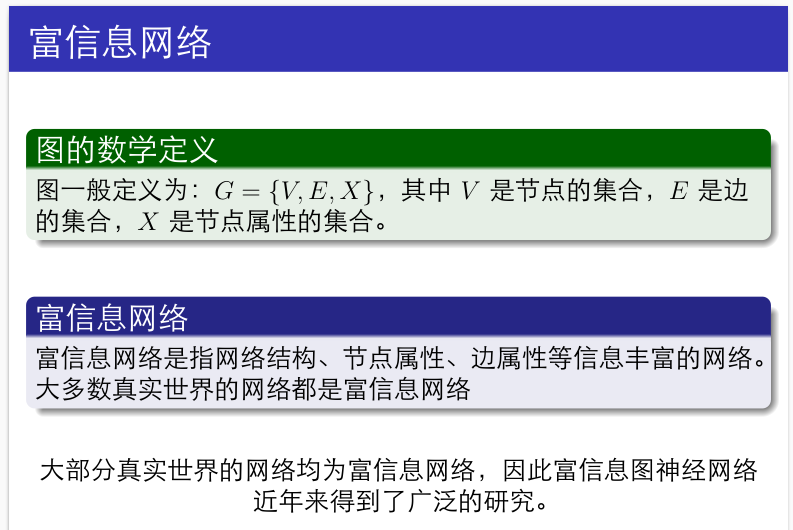 富信息网络
图的数学定义
图一般定义为：G = {V, E, X}，其中 V 是节点的集合，E 是边
的集合，X 是节点属性的集合。
富信息网络
富信息网络是指网络结构、节点属性、边属性等信息丰富的网络。
大多数真实世界的网络都是富信息网络
大部分真实世界的网络均为富信息网络，因此富信息图神经网络
近年来得到了广泛的研究。